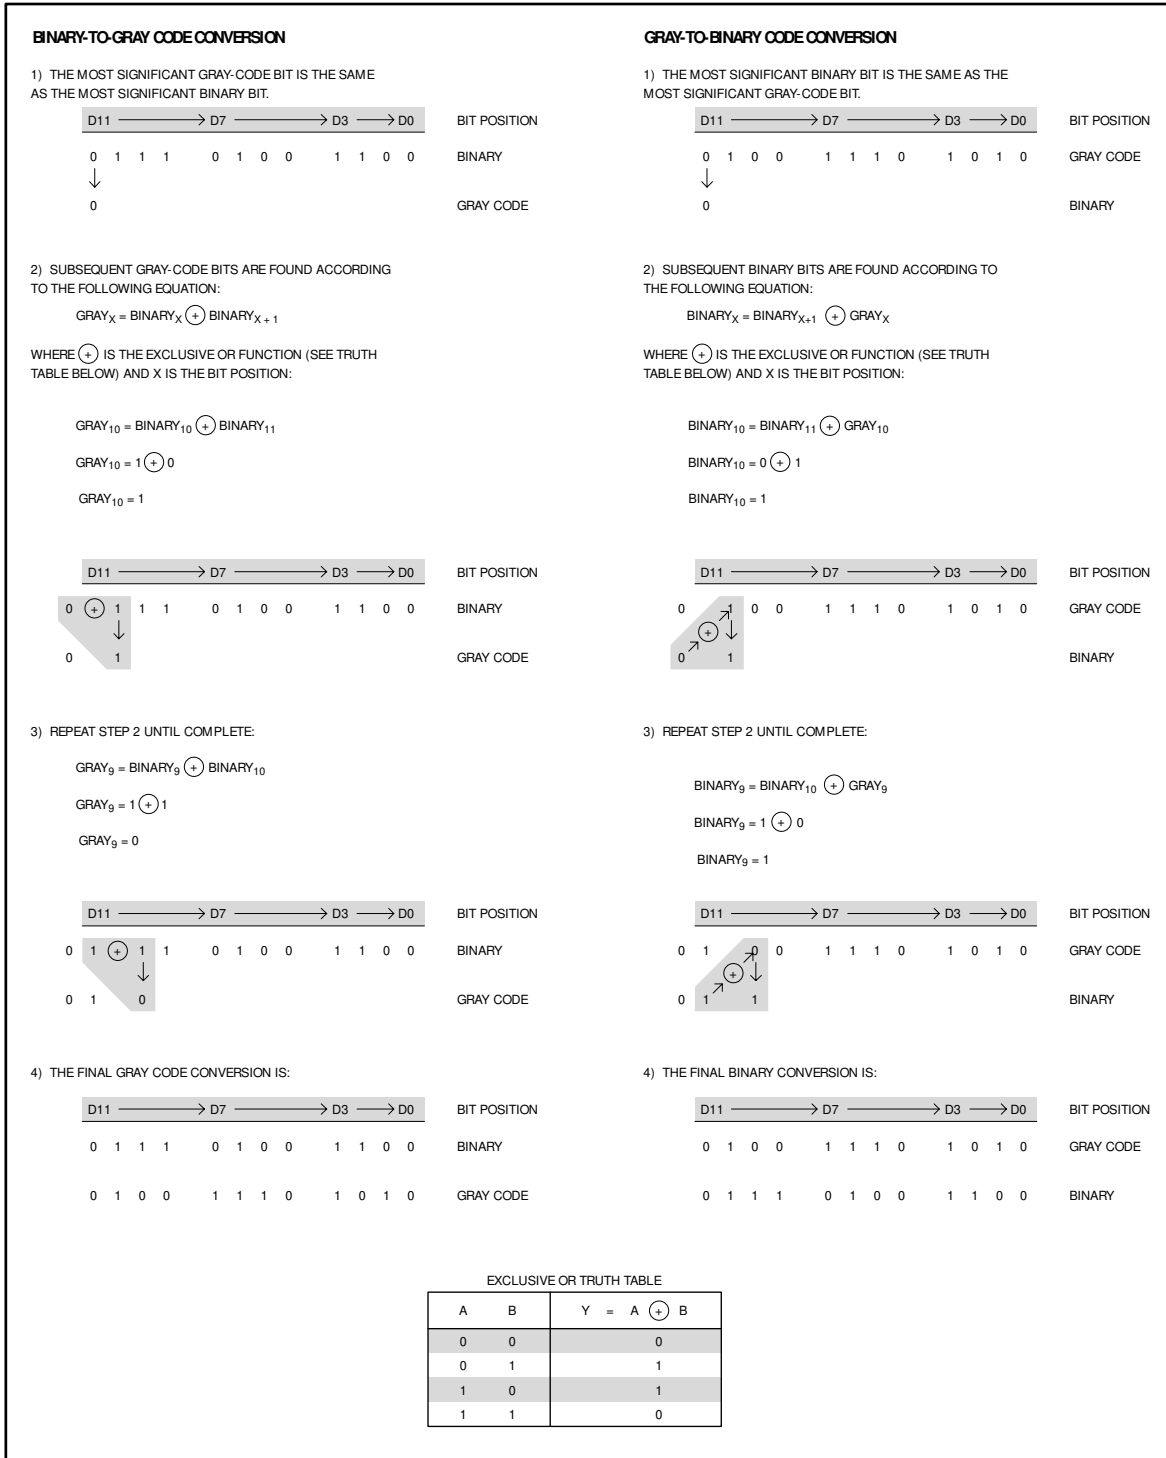 BINARY-TO-GRAY CODE CONVERSION
1) THE MOST SIGNIFICANT GRAY-CODE BIT IS THE SAME
AS THE MOST SIGNIFICANT BINARY BIT.
D11 → D7 → D3 → D0 BIT POSITION
0 1 1 1 0 1 0 0 1 1 0 0 BINARY
0 GRAY CODE
2) SUBSEQUENT GRAY-CODE BITS ARE FOUND ACCORDING
TO THE FOLLOWING EQUATION:
GRAYX = BINARYX ⊕ BINARYX + 1
WHERE ⊕ IS THE EXCLUSIVE OR FUNCTION (SEE TRUTH
TABLE BELOW) AND X IS THE BIT POSITION:
GRAY10 = BINARY10 ⊕ BINARY11
GRAY10 = 1 ⊕ 0
GRAY10 = 1
D11 → D7 → D3 → D0 BIT POSITION
0 ⊕ 1 1 1 0 1 0 0 1 1 0 0 BINARY
0 1 GRAY CODE
3) REPEAT STEP 2 UNTIL COMPLETE:
GRAY9 = BINARY9 ⊕ BINARY10
GRAY9 = 1 ⊕ 1
GRAY9 = 0
D11 → D7 → D3 → D0 BIT POSITION
0 1 ⊕ 1 1 0 1 0 0 1 1 0 0 BINARY
0 1 0 GRAY CODE
4) THE FINAL GRAY CODE CONVERSION IS:
D11 → D7 → D3 → D0 BIT POSITION
0 1 1 1 0 1 0 0 1 1 0 0 BINARY
0 1 0 0 1 1 1 0 1 0 1 0 GRAY CODE
GRAY-TO-BINARY CODE CONVERSION
1) THE MOST SIGNIFICANT BINARY BIT IS THE SAME AS THE
MOST SIGNIFICANT GRAY-CODE BIT.
D11 → D7 → D3 → D0 BIT POSITION
0 1 0 0 1 1 1 0 1 0 1 0 GRAY CODE
0 BINARY
2) SUBSEQUENT BINARY BITS ARE FOUND ACCORDING TO
THE FOLLOWING EQUATION:
BINARYX = BINARYX+1 ⊕ GRAYX
WHERE ⊕ IS THE EXCLUSIVE OR FUNCTION (SEE TRUTH
TABLE BELOW) AND X IS THE BIT POSITION:
BINARY10 = BINARY11 ⊕ GRAY10
BINARY10 = 0 ⊕ 1
BINARY10 = 1
D11 → D7 → D3 → D0 BIT POSITION
0 1 0 0 1 1 1 0 1 0 1 0 GRAY CODE
⊕
0 1 BINARY
3) REPEAT STEP 2 UNTIL COMPLETE:
BINARY9 = BINARY10 ⊕ GRAY9
BINARY9 = 1 ⊕ 0
BINARY9 = 1
D11 → D7 → D3 → D0 BIT POSITION
0 1 0 0 1 1 1 0 1 0 1 0 GRAY CODE
⊕
0 1 1 BINARY
4) THE FINAL BINARY CONVERSION IS:
D11 → D7 → D3 → D0 BIT POSITION
0 1 0 0 1 1 1 0 1 0 1 0 GRAY CODE
0 1 1 1 0 1 0 0 1 1 0 0 BINARY
EXCLUSIVE OR TRUTH TABLE
A B Y = A ⊕ B
0 0 0
0 1 1
1 0 1
1 1 0